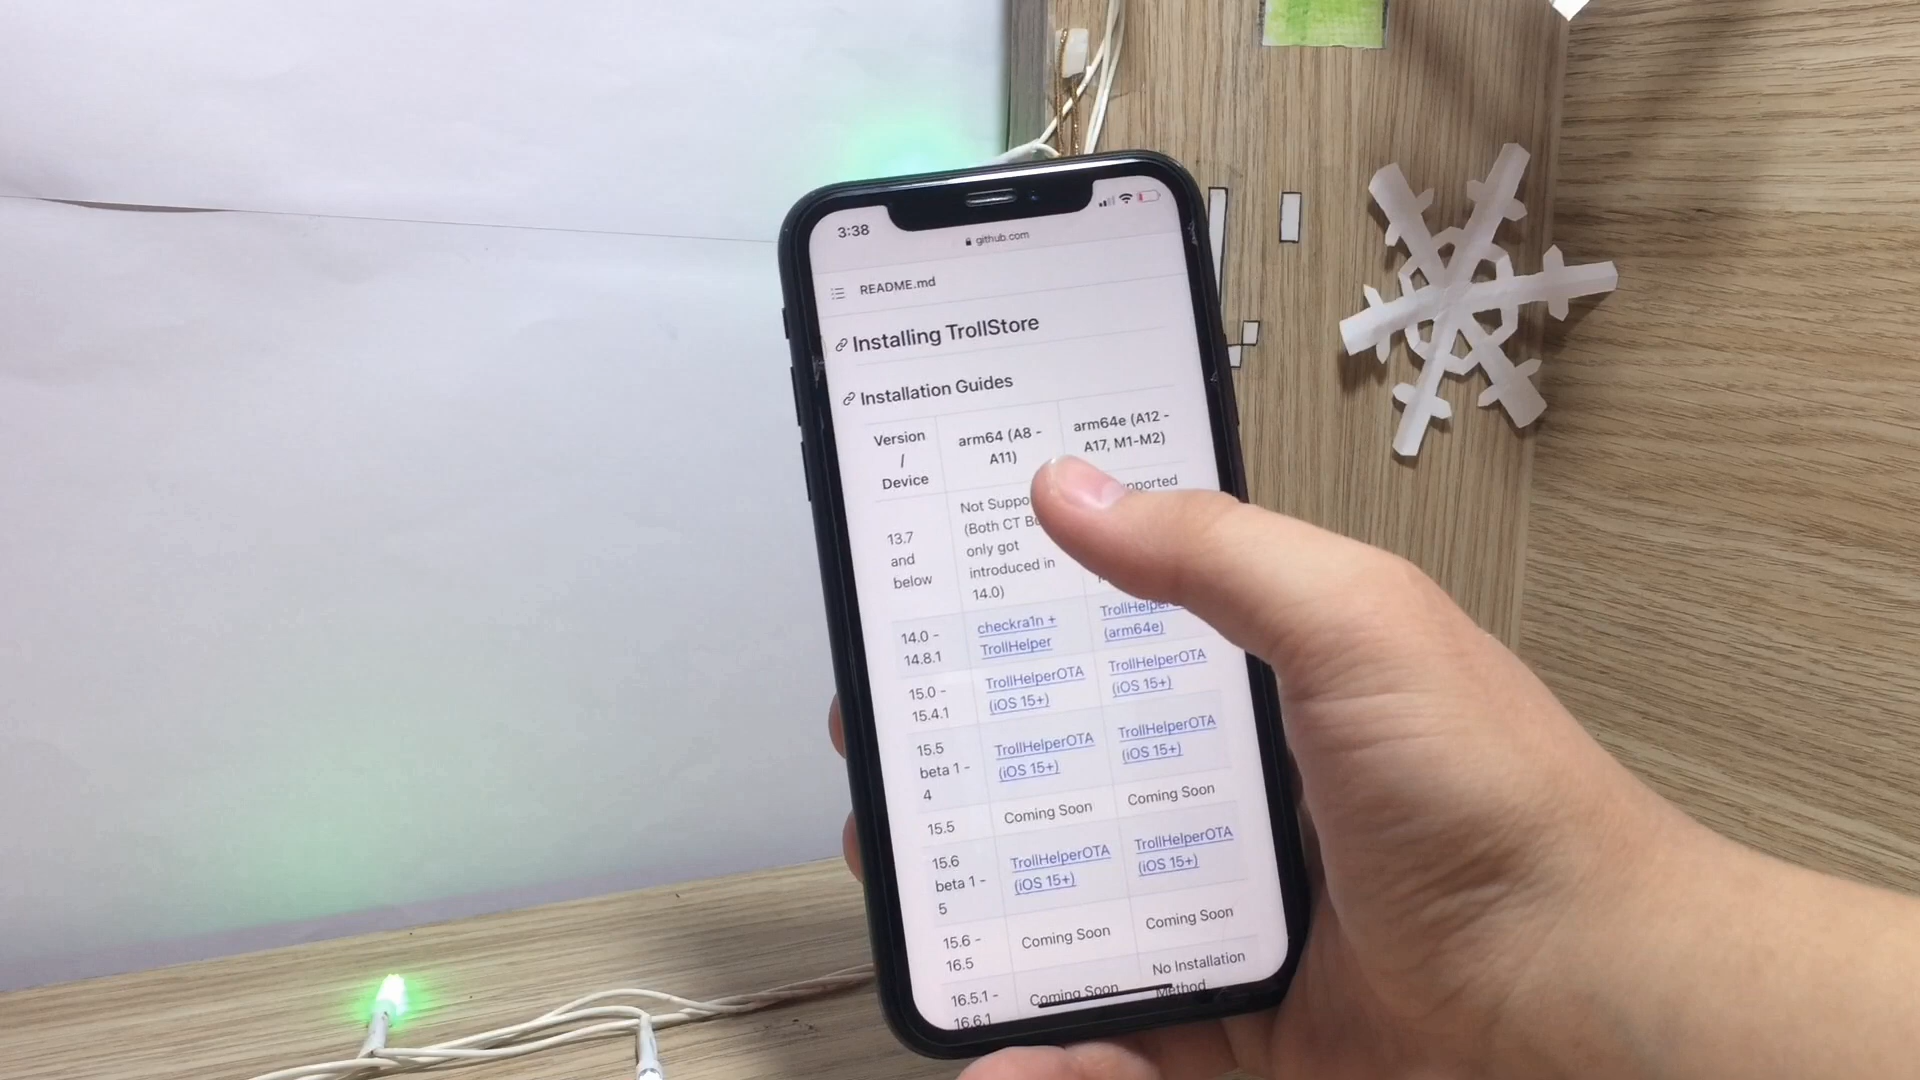 3:38
github.com
README.md
Installing TrollStore
Installation Guides
Version
/
Device
arm64 (A8 -
A11)
arm64e (A12 -
A17, M1-M2)
13.7
and
below
Not
(Both CT
only got
introduced in
14.0)
14.0 -
14.8.1
checkra1n +
TrollHelper
(arm64e)
15.0 -
15.4.1
TrollHelperOTA
(iOS 15+)
TrollHelperOTA
(iOS 15+)
15.5
beta 1 -
4
TrollHelperOTA
(iOS 15+)
TrollHelperOTA
(iOS 15+)
15.5
Coming Soon
Coming Soon
15.6
beta 1 -
5
TrollHelperOTA
(iOS 15+)
TrollHelperOTA
(iOS 15+)
15.6 -
16.5
Coming Soon
Coming Soon
16.5.1 -
16.6.1
Coming Soon
No Installation
Method